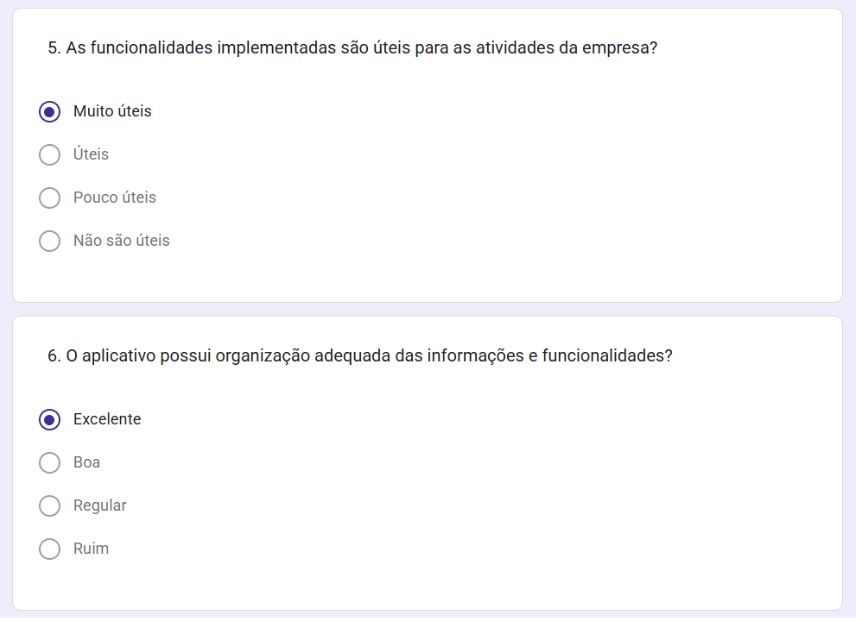 5. As funcionalidades implementadas são úteis para as atividades da empresa?
Muito úteis
Úteis
Pouco úteis
Não são úteis
6. O aplicativo possui organização adequada das informações e funcionalidades?
Excelente
Boa
Regular
Ruim